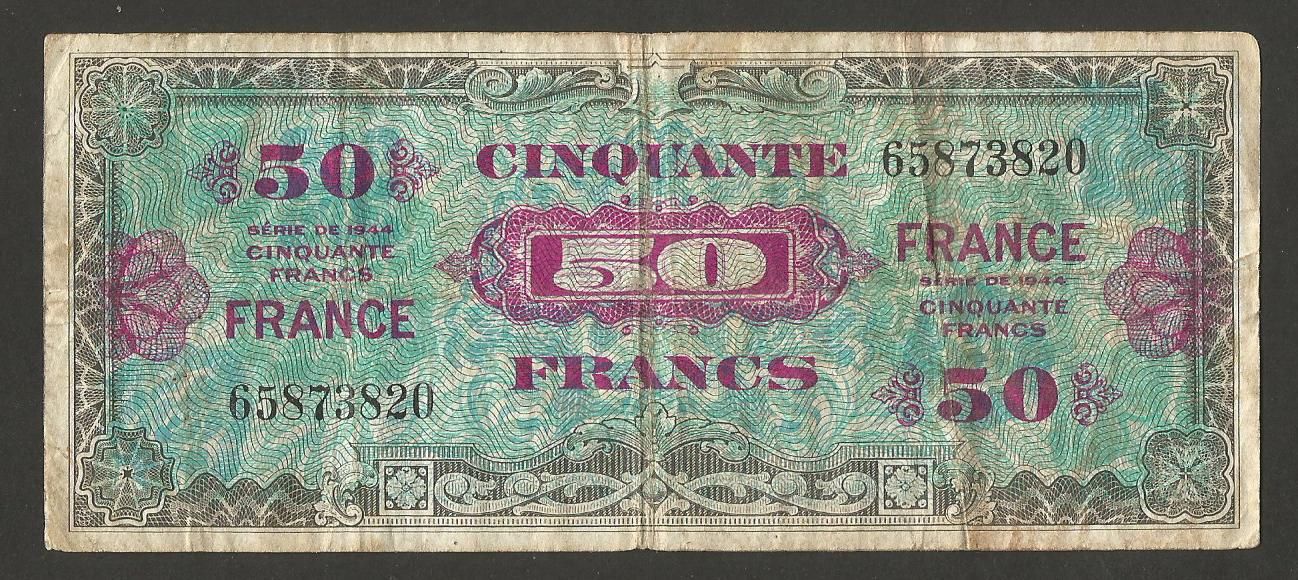 50
SÉRIE DE 1944
CINQUANTE
FRANCS
FRANCE
65873820
CINQUANTE
50
FRANCS
65873820
FRANCE
SÉRIE DE 1944
CINQUANTE
FRANCS
50